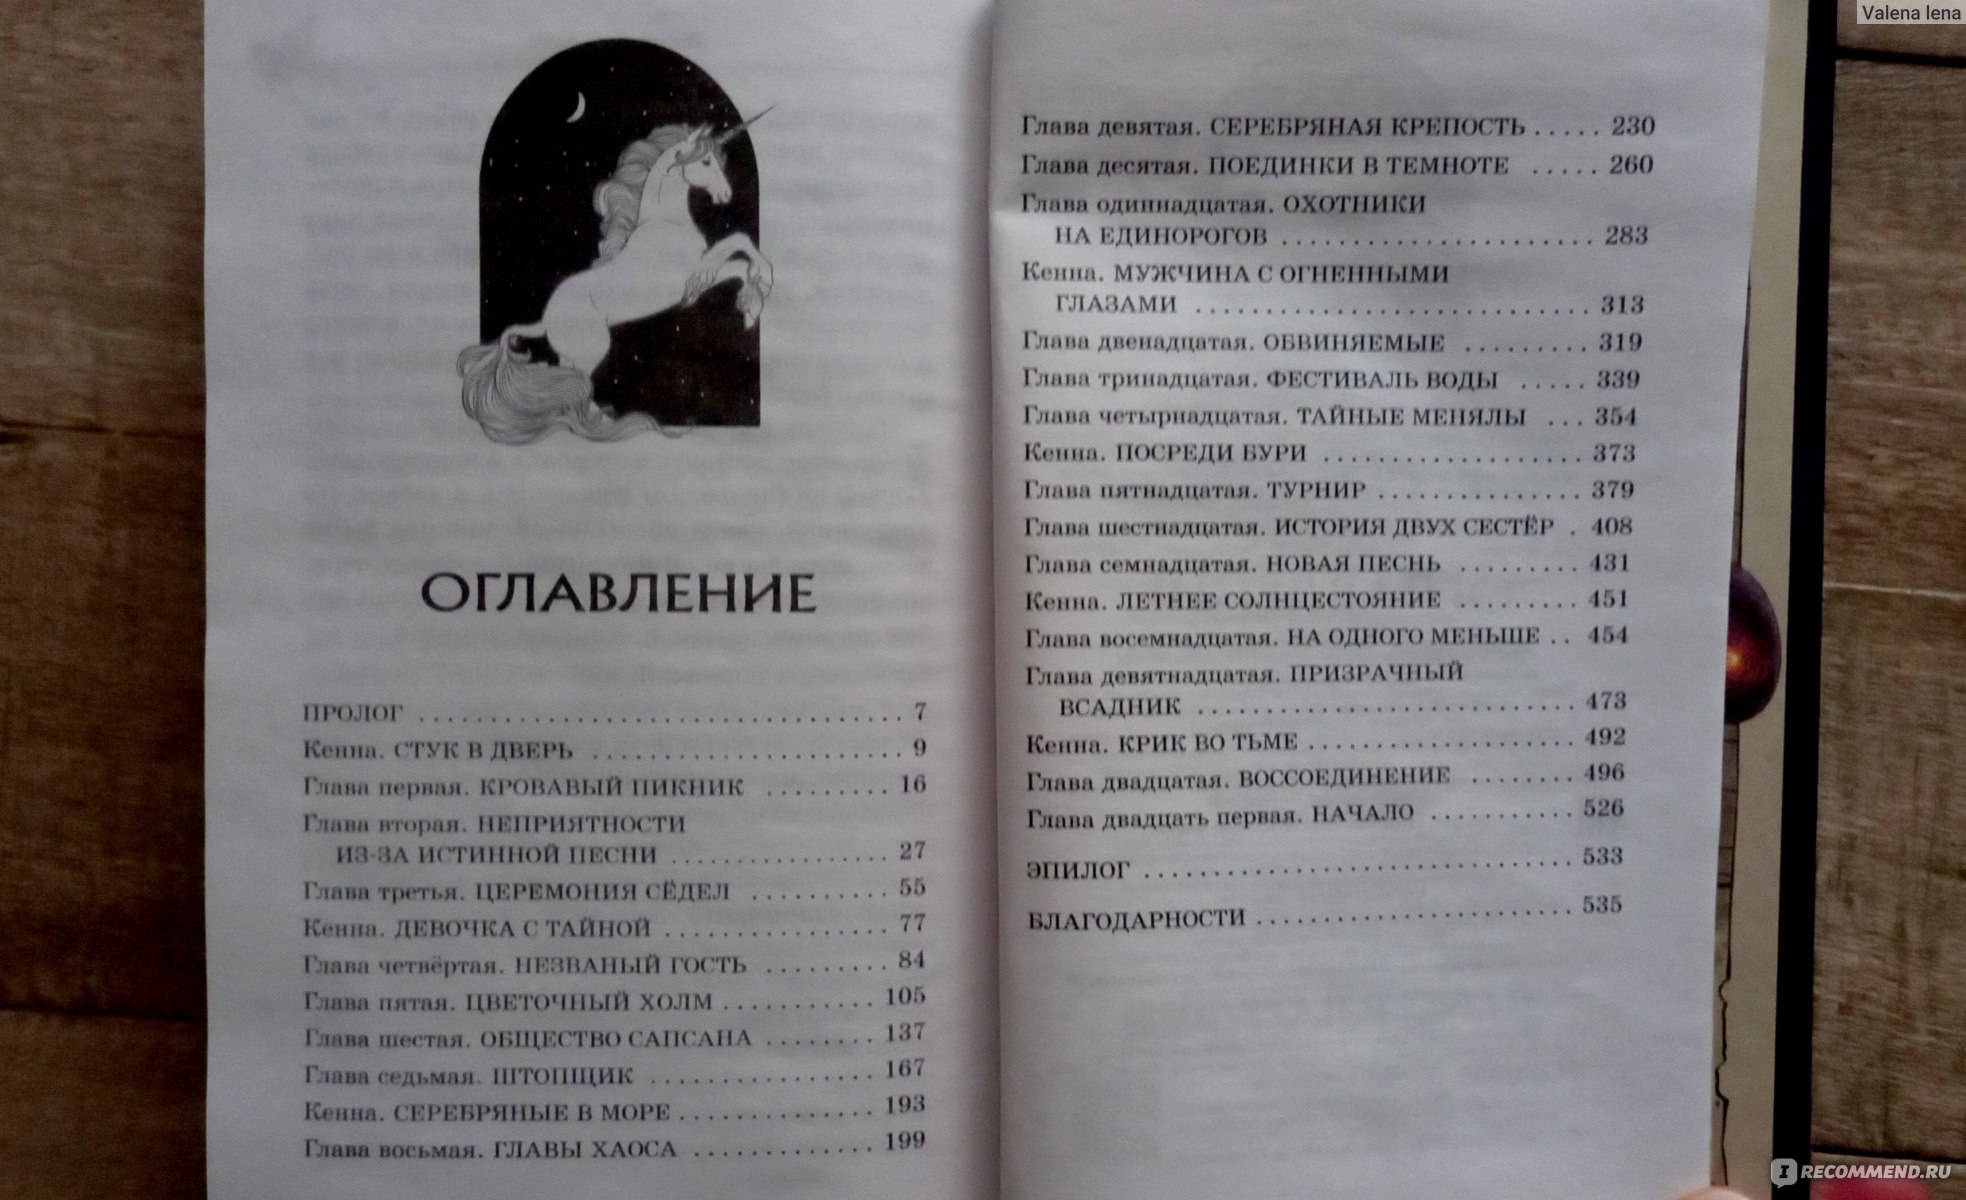 Valena lena
ОГЛАВЛЕНИЕ
ПРОЛОГ .................................. 7
Кенна. СТУК В ДВЕРЬ ...................... 9
Глава первая. КРОВАВЫЙ ПИКНИК ......... 16
Глава вторая. НЕПРИЯТНОСТИ
ИЗ-ЗА ИСТИННОЙ ПЕСНИ ................ 27
Глава третья. ЦЕРЕМОНИЯ СЁДЕЛ .......... 55
Кенна. ДЕВОЧКА С ТАЙНОЙ ............... 77
Глава четвёртая. НЕЗВАНЫЙ ГОСТЬ ......... 84
Глава пятая. ЦВЕТОЧНЫЙ ХОЛМ ........... 105
Глава шестая. ОБЩЕСТВО САПСАНА ........ 137
Глава седьмая. ШТОПЩИК ................ 167
Кенна. СЕРЕБРЯНЫЕ В МОРЕ .............. 193
Глава восьмая. ГЛАВЫ ХАОСА ............. 199
Глава девятая. СЕРЕБРЯНАЯ КРЕПОСТЬ ..... 230
Глава десятая. ПОЕДИНКИ В ТЕМНОТЕ ..... 260
Глава одиннадцатая. ОХОТНИКИ
НА ЕДИНОРОГОВ ...................... 283
Кенна. МУЖЧИНА С ОГНЕННЫМИ
ГЛАЗАМИ ............................ 313
Глава двенадцатая. ОБВИНЯЕМЫЕ ......... 319
Глава тринадцатая. ФЕСТИВАЛЬ ВОДЫ ..... 339
Глава четырнадцатая. ТАЙНЫЕ МЕНЯЛЫ ... 354
Кенна. ПОСРЕДИ БУРИ ................... 373
Глава пятнадцатая. ТУРНИР ............... 379
Глава шестнадцатая. ИСТОРИЯ ДВУХ СЕСТЁР . 408
Глава семнадцатая. НОВАЯ ПЕСНЬ ......... 431
Кенна. ЛЕТНЕЕ СОЛНЦЕСТОЯНИЕ ......... 451
Глава восемнадцатая. НА ОДНОГО МЕНЬШЕ .. 454
Глава девятнадцатая. ПРИЗРАЧНЫЙ
ВСАДНИК ........................... 473
Кенна. КРИК ВО ТЬМЕ ................... 492
Глава двадцатая. ВОССОЕДИНЕНИЕ ........ 496
Глава двадцать первая. НАЧАЛО ........... 526
ЭПИЛОГ .............................. 533
БЛАГОДАРНОСТИ ....................... 535
IRECOMMEND.RU